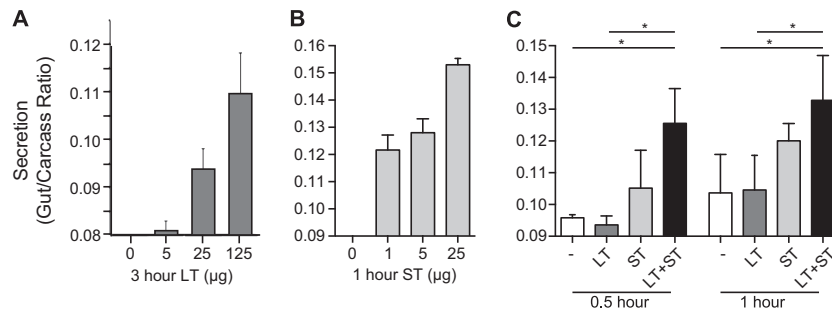 A
B
C
Secretion
(Gut/Carcass Ratio)
0.12
0.11
0.10
0.09
0.08
0 5 25 125
3 hour LT (µg)
0.16
0.15
0.14
0.13
0.12
0.11
0.10
0.09
0 1 5 25
1 hour ST (µg)
* *
* *
0.15
0.14
0.13
0.12
0.11
0.10
0.09
- LT ST LT+ST - LT ST LT+ST
0.5 hour 1 hour